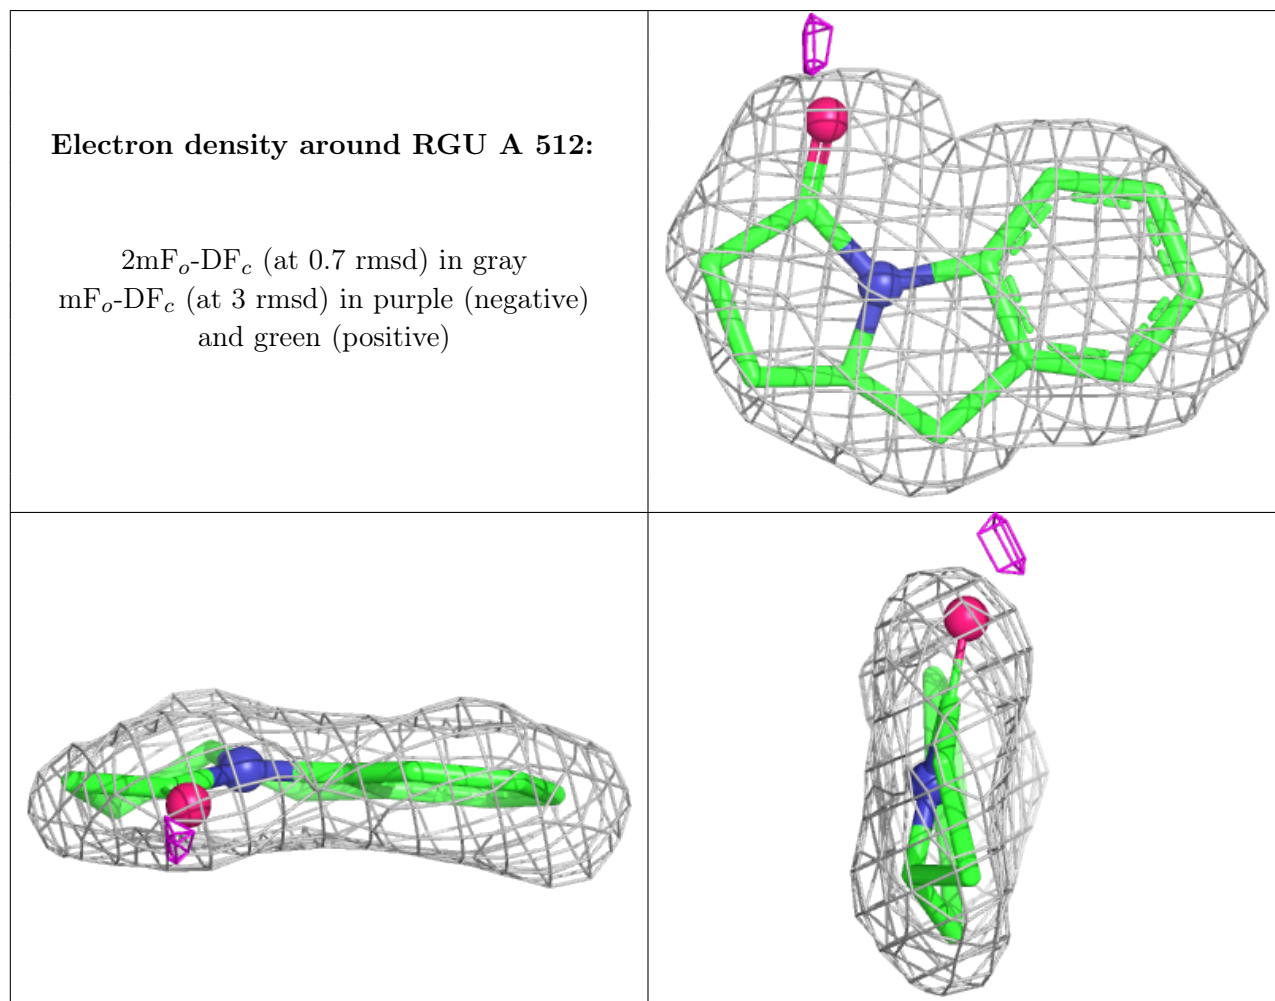 Electron density around RGU A 512:
2mFo-DFc (at 0.7 rmsd) in gray
mFo-DFc (at 3 rmsd) in purple (negative)
and green (positive)